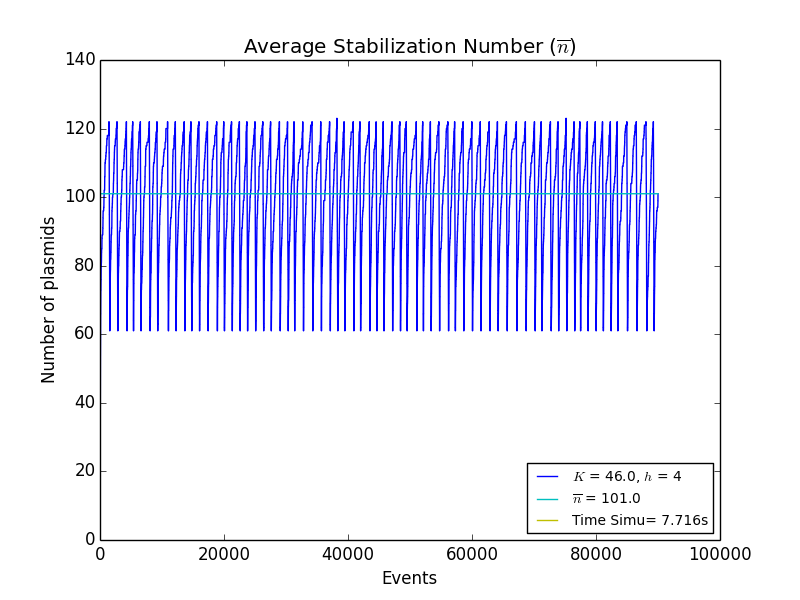 Average Stabilization Number (n̅)
140
120
100
80
60
40
20
0
Number of plasmids
K = 46.0, h = 4
n̅ = 101.0
Time Simu= 7.716s
0 20000 40000 60000 80000 100000
Events